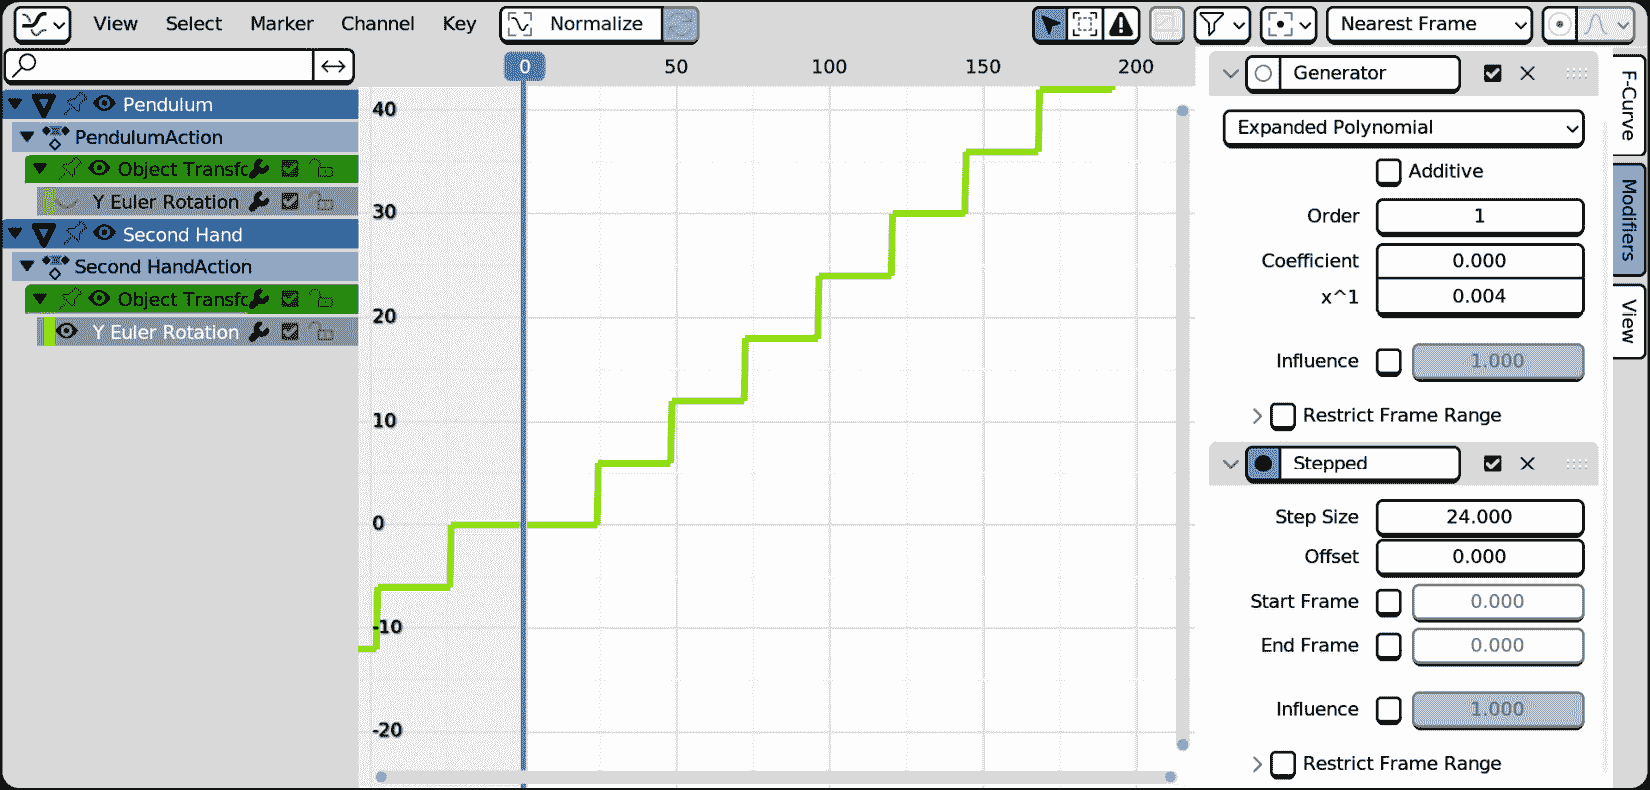 View Select Marker Channel Key Normalize Nearest Frame
0 50 100 150 200
Pendulum
PendulumAction
Object Transfc
Y Euler Rotation
Second Hand
Second HandAction
Object Transfc
Y Euler Rotation
40
30
20
10
0
-10
-20
Generator
Expanded Polynomial
Additive
Order 1
Coefficient 0.000
x^1 0.004
Influence 1.000
Restrict Frame Range
Stepped
Step Size 24.000
Offset 0.000
Start Frame 0.000
End Frame 0.000
Influence 1.000
Restrict Frame Range
F-Curve
Modifiers
View